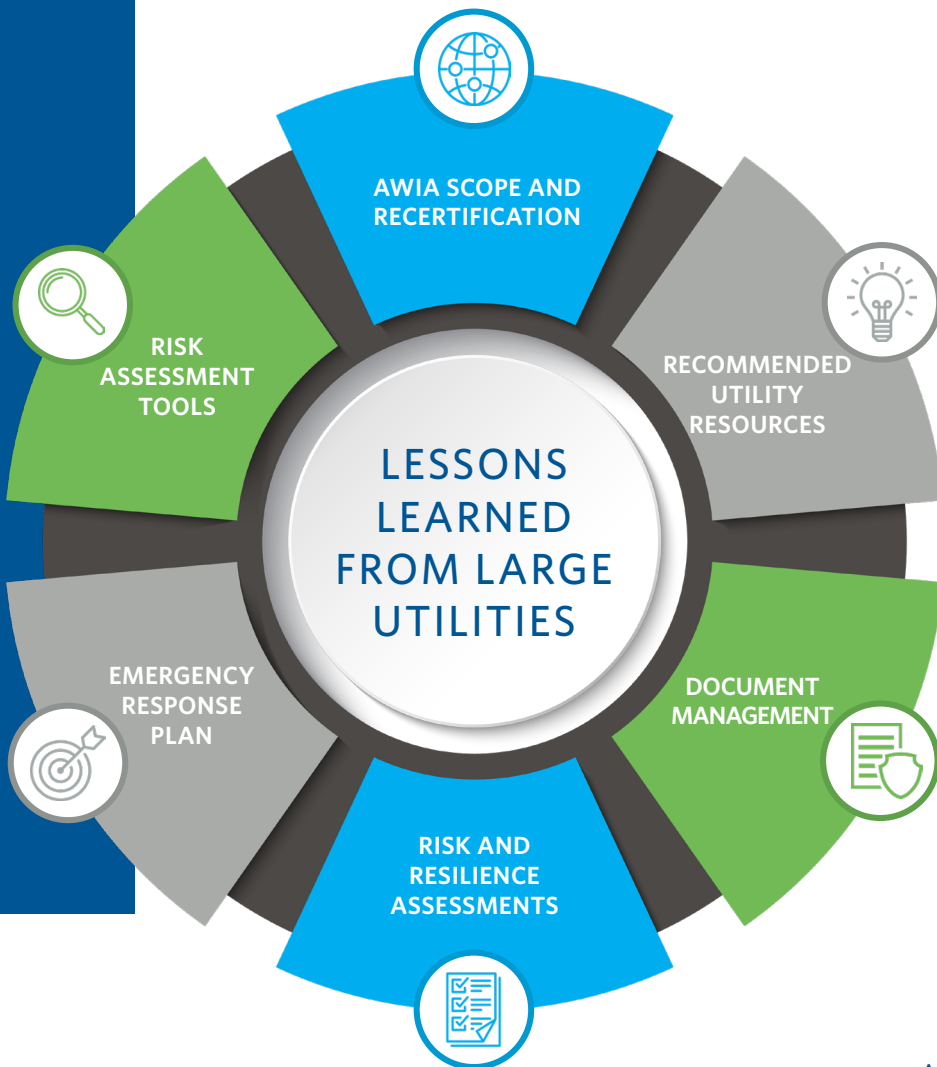 AWIA SCOPE AND
RECERTIFICATION
RECOMMENDED
UTILITY
RESOURCES
DOCUMENT
MANAGEMENT
RISK AND
RESILIENCE
ASSESSMENTS
EMERGENCY
RESPONSE
PLAN
RISK
ASSESSMENT
TOOLS
LESSONS
LEARNED
FROM LARGE
UTILITIES